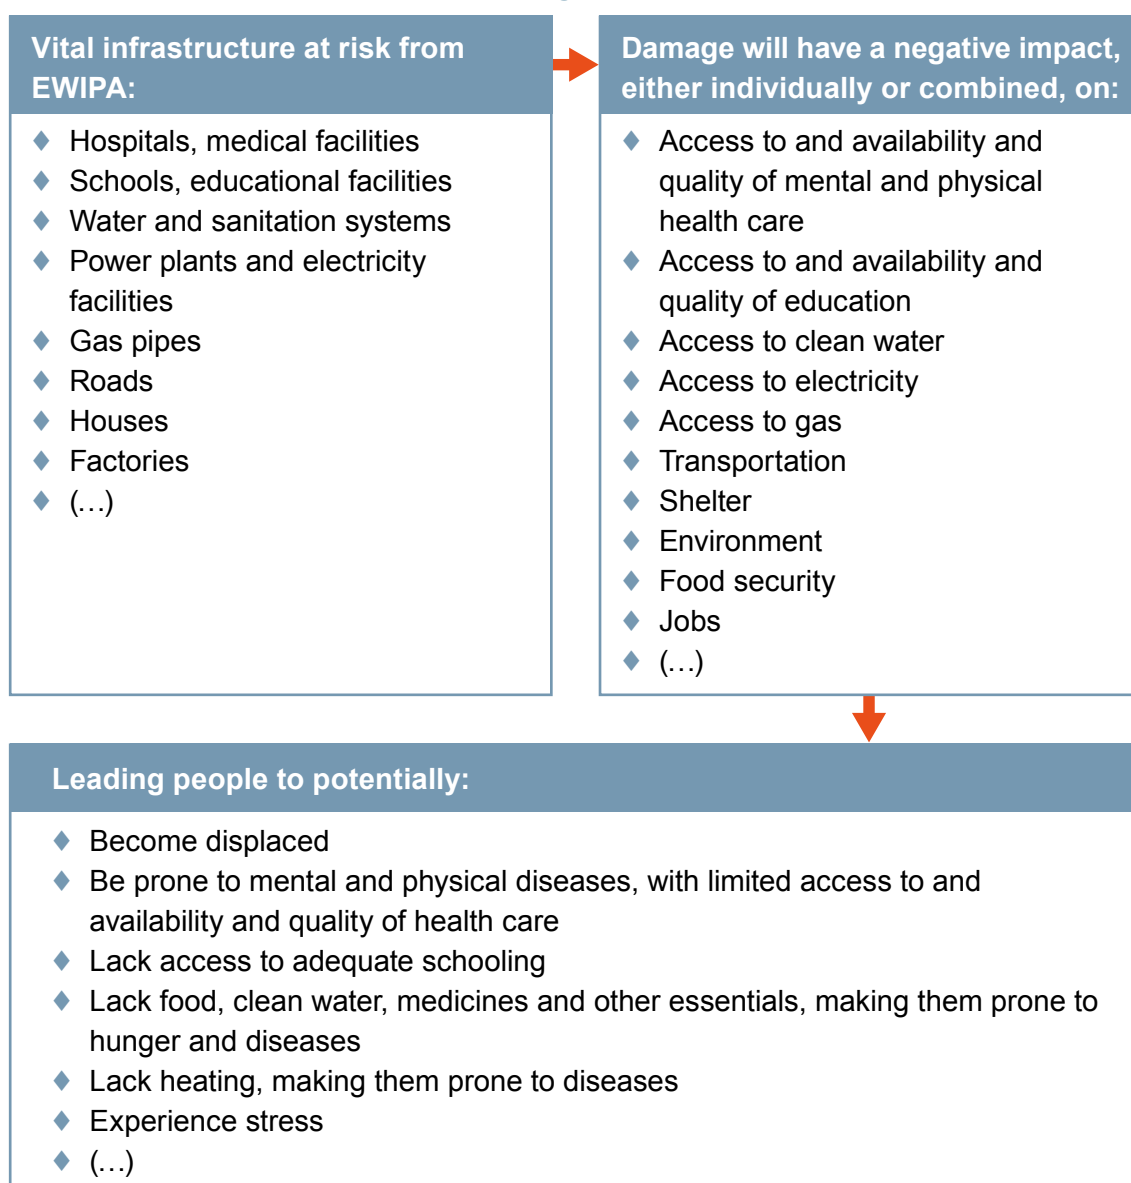 Vital infrastructure at risk from
EWIPA:
♦ Hospitals, medical facilities
♦ Schools, educational facilities
♦ Water and sanitation systems
♦ Power plants and electricity
facilities
♦ Gas pipes
♦ Roads
♦ Houses
♦ Factories
♦ (…)
Damage will have a negative impact,
either individually or combined, on:
♦ Access to and availability and
quality of mental and physical
health care
♦ Access to and availability and
quality of education
♦ Access to clean water
♦ Access to electricity
♦ Access to gas
♦ Transportation
♦ Shelter
♦ Environment
♦ Food security
♦ Jobs
♦ (…)
Leading people to potentially:
♦ Become displaced
♦ Be prone to mental and physical diseases, with limited access to and
availability and quality of health care
♦ Lack access to adequate schooling
♦ Lack food, clean water, medicines and other essentials, making them prone to
hunger and diseases
♦ Lack heating, making them prone to diseases
♦ Experience stress
♦ (…)